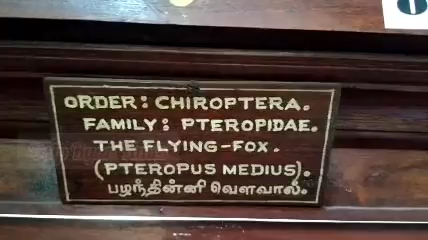 ORDER: CHIROPTERA.
FAMILY: PTEROPIDAE.
THE FLYING-FOX.
(PTEROPUS MEDIUS).
பழந்தின்னி வௌவால்.